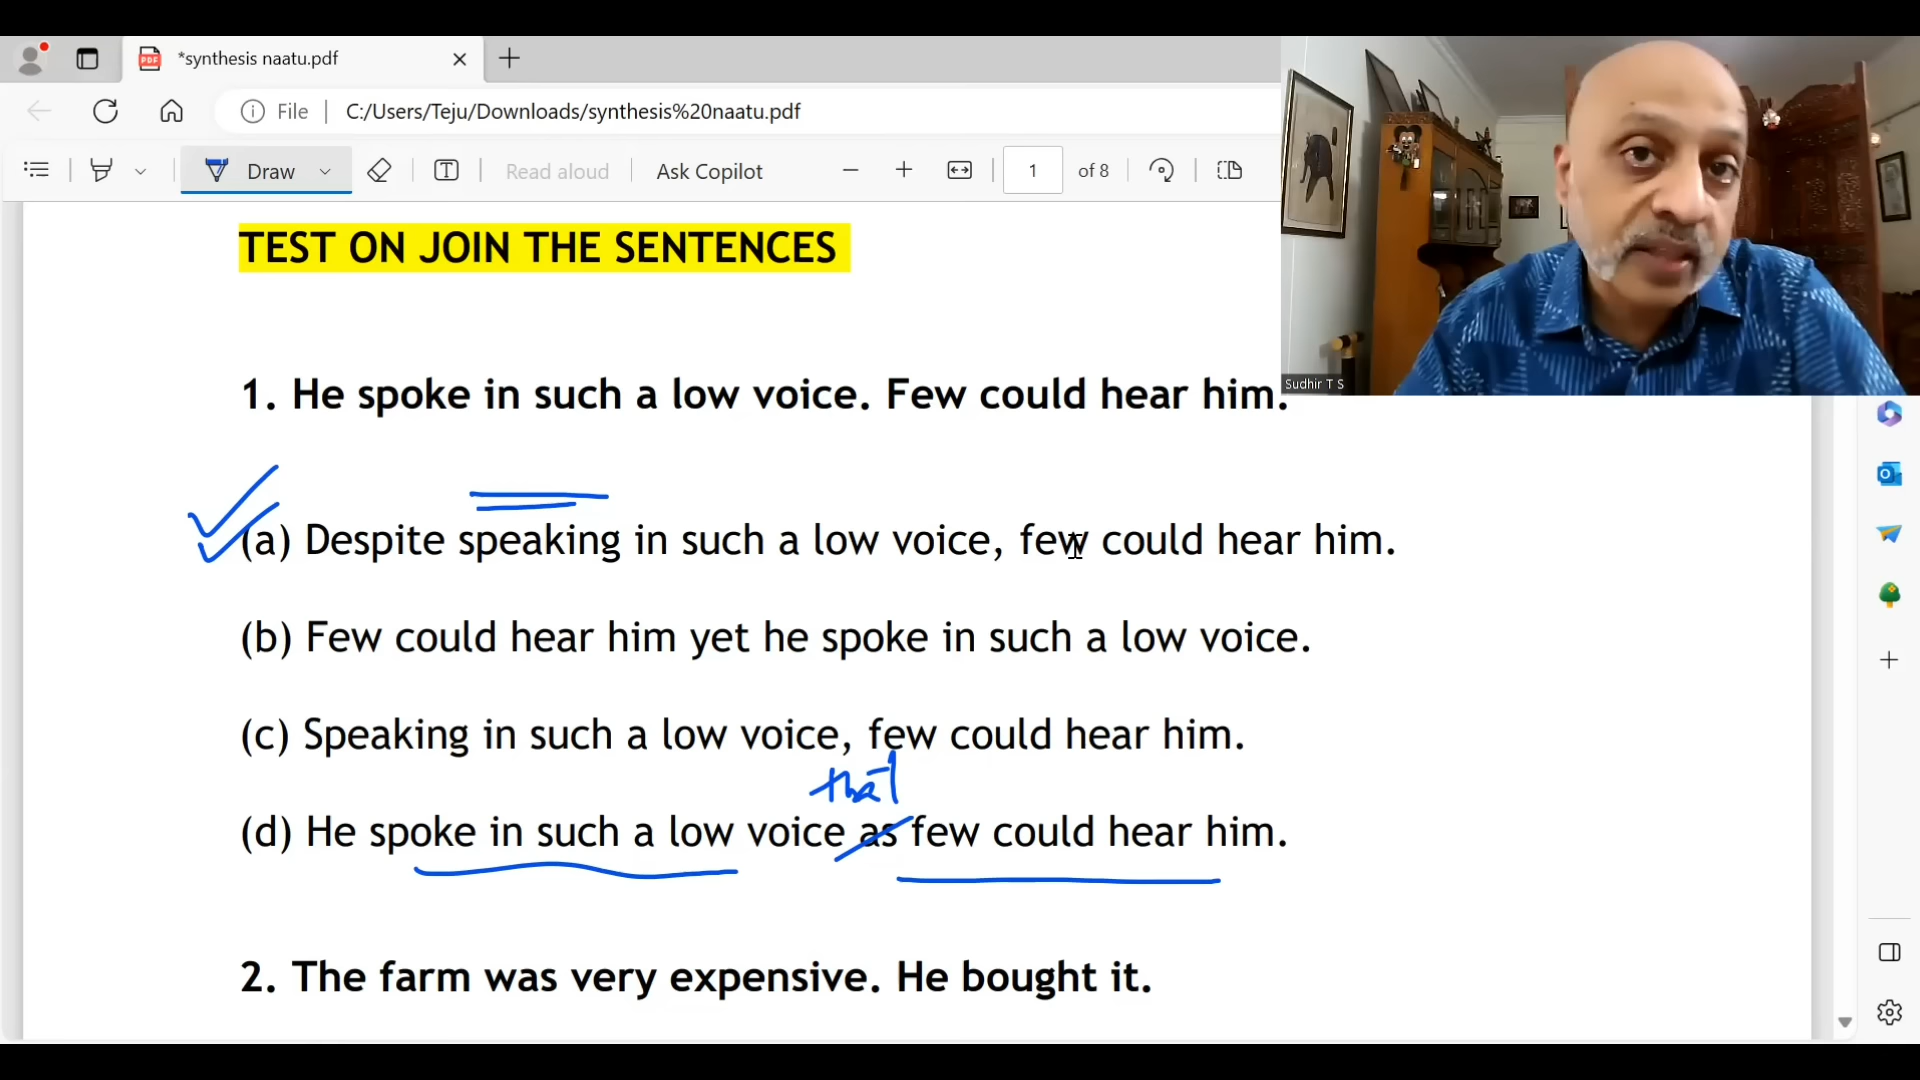 *synthesis naatu.pdf
File C:/Users/Teju/Downloads/synthesis%20naatu.pdf
Draw T Read aloud Ask Copilot 1 of 8
TEST ON JOIN THE SENTENCES
Sudhir T S
1. He spoke in such a low voice. Few could hear him.
(a) Despite speaking in such a low voice, few could hear him.
(b) Few could hear him yet he spoke in such a low voice.
(c) Speaking in such a low voice, few could hear him.
that
(d) He spoke in such a low voice as few could hear him.
2. The farm was very expensive. He bought it.